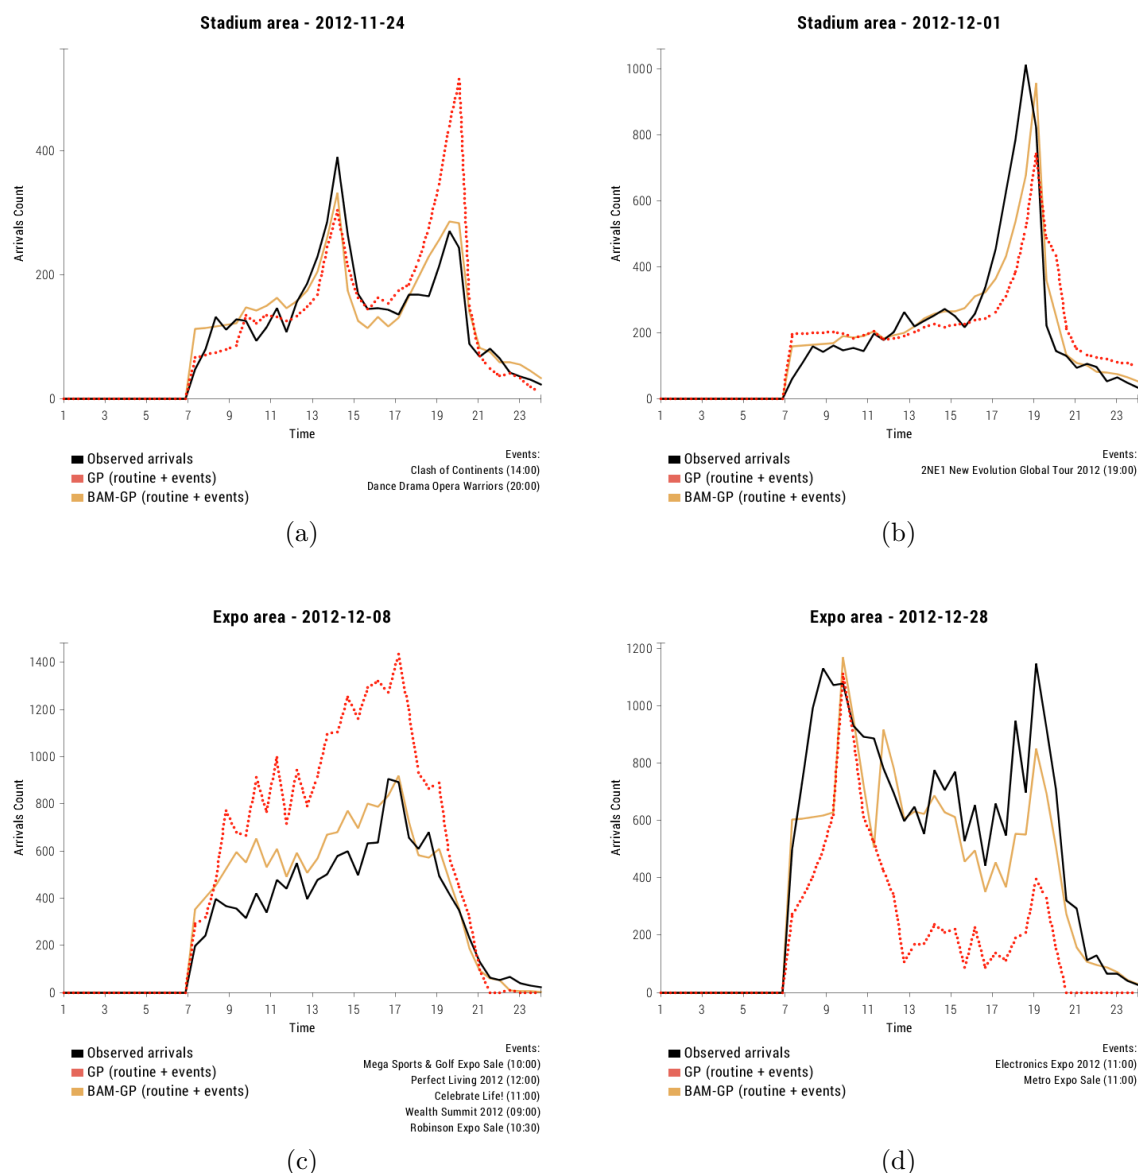 Stadium area - 2012-11-24
Arrivals Count
400
200
0
1 3 5 7 9 11 13 15 17 19 21 23
Time
Observed arrivals
GP (routine + events)
BAM-GP (routine + events)
Events:
Clash of Continents (14:00)
Dance Drama Opera Warriors (20:00)
(a)
Stadium area - 2012-12-01
Arrivals Count
1000
800
600
400
200
0
1 3 5 7 9 11 13 15 17 19 21 23
Time
Observed arrivals
GP (routine + events)
BAM-GP (routine + events)
Events:
2NE1 New Evolution Global Tour 2012 (19:00)
(b)
Expo area - 2012-12-08
Arrivals Count
1400
1200
1000
800
600
400
200
0
1 3 5 7 9 11 13 15 17 19 21 23
Time
Observed arrivals
GP (routine + events)
BAM-GP (routine + events)
Events:
Mega Sports & Golf Expo Sale (10:00)
Perfect Living 2012 (12:00)
Celebrate Life! (11:00)
Wealth Summit 2012 (09:00)
Robinson Expo Sale (10:30)
(c)
Expo area - 2012-12-28
Arrivals Count
1200
1000
800
600
400
200
0
1 3 5 7 9 11 13 15 17 19 21 23
Time
Observed arrivals
GP (routine + events)
BAM-GP (routine + events)
Events:
Electronics Expo 2012 (11:00)
Metro Expo Sale (11:00)
(d)